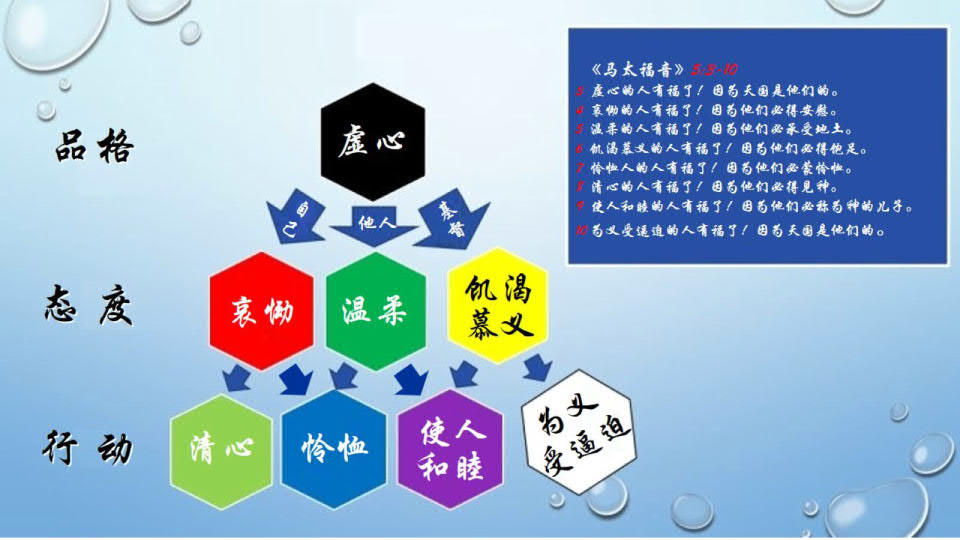 《马太福音》5:3-10
3 虚心的人有福了！因为天国是他们的。
4 哀恸的人有福了！因为他们必得安慰。
5 温柔的人有福了！因为他们必承受地土。
6 饥渴慕义的人有福了！因为他们必得饱足。
7 怜恤人的人有福了！因为他们必蒙怜恤。
8 清心的人有福了！因为他们必得见神。
9 使人和睦的人有福了！因为他们必称为神的儿子。
10 为义受逼迫的人有福了！因为天国是他们的。
品格
虚心
自己
他人
基督
态度
哀恸
温柔
饥渴
慕义
行动
清心
怜恤
使人
和睦
为义
受逼迫